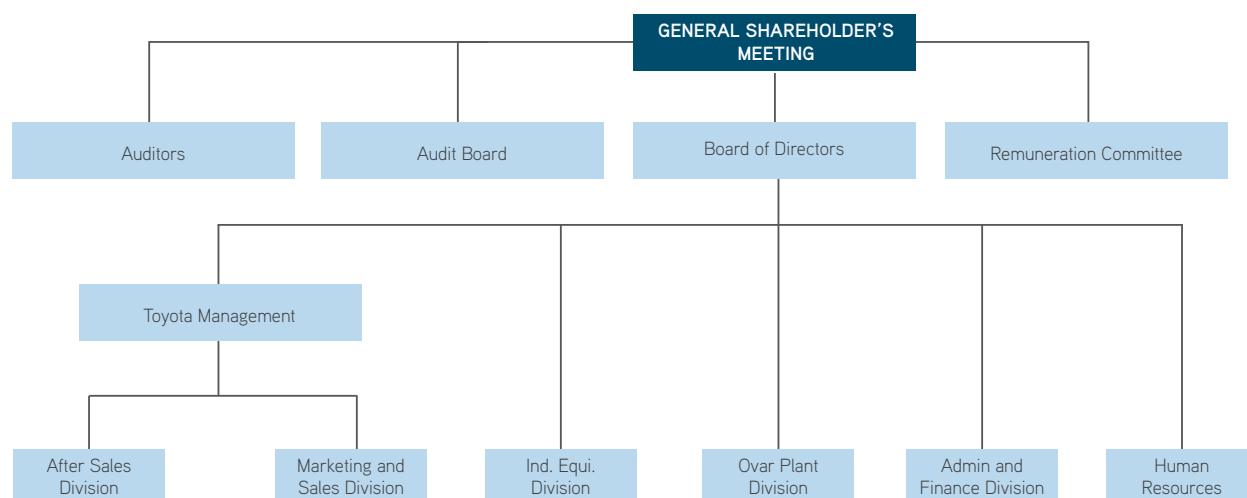 GENERAL SHAREHOLDER'S
MEETING
Auditors
Audit Board
Board of Directors
Remuneration Committee
Toyota Management
After Sales
Division
Marketing and
Sales Division
Ind. Equi.
Division
Ovar Plant
Division
Admin and
Finance Division
Human
Resources